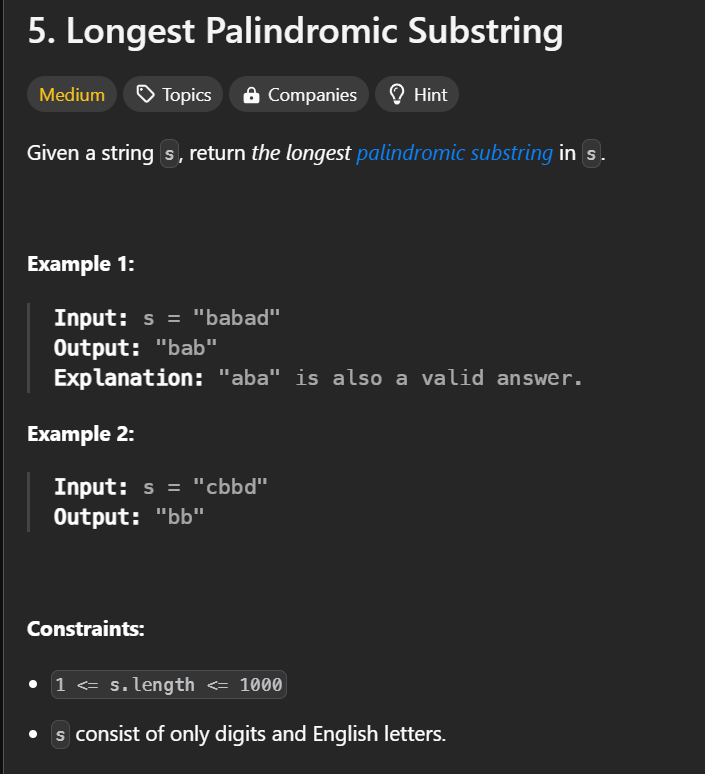 5. Longest Palindromic Substring
Medium Topics Companies Hint
Given a string s, return the longest palindromic substring in s.
Example 1:
Input: s = "babad"
Output: "bab"
Explanation: "aba" is also a valid answer.
Example 2:
Input: s = "cbbd"
Output: "bb"
Constraints:
• 1 <= s.length <= 1000
• s consist of only digits and English letters.